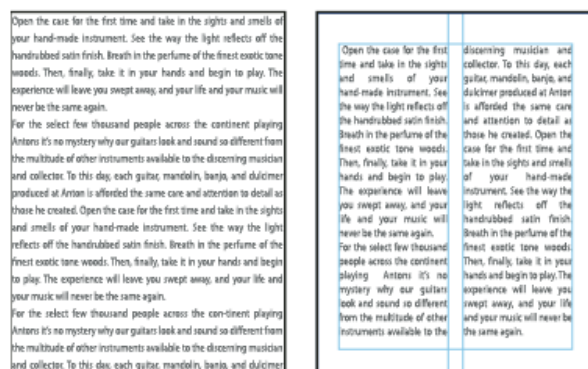 Open the case for the first time and take in the sights and smells of
your hand-made instrument. See the way the light reflects off the
handrubbed satin finish. Breath in the perfume of the finest exotic tone
woods. Then, finally, take it in your hands and begin to play. The
experience will leave you swept away, and your life and your music will
never be the same again.
For the select few thousand people across the continent playing
Antons it's no mystery why our guitars look and sound so different from
the multitude of other instruments available to the discerning musician
and collector. To this day, each guitar, mandolin, banjo, and dulcimer
produced at Anton is afforded the same care and attention to detail as
those he created. Open the case for the first time and take in the sights
and smells of your hand-made instrument. See the way the light
reflects off the handrubbed satin finish. Breath in the perfume of the
finest exotic tone woods. Then, finally, take it in your hands and begin
to play. The experience will leave you swept away, and your life and
your music will never be the same again.
For the select few thousand people across the con-tinent playing
Antons it's no mystery why our guitars look and sound so different from
the multitude of other instruments available to the discerning musician
and collector. To this day, each guitar, mandolin, banjo, and dulcimer
Open the case for the first
time and take in the sights
and smells of your
hand-made instrument. See
the way the light reflects off
the handrubbed satin finish.
Breath in the perfume of the
finest exotic tone woods.
Then, finally, take it in your
hands and begin to play.
The experience will leave
you swept away, and your
life and your music will
never be the same again.
For the select few thousand
people across the continent
playing Antons it's no
mystery why our guitars
look and sound so different
from the multitude of other
instruments available to the
discerning musician and
collector. To this day, each
guitar, mandolin, banjo, and
dulcimer produced at Anton
is afforded the same care
and attention to detail as
those he created. Open the
case for the first time and
take in the sights and smells
of your hand-made
instrument. See the way the
light reflects off the
handrubbed satin finish.
Breath in the perfume of the
finest exotic tone woods.
Then, finally, take it in your
hands and begin to play. The
experience will leave you
swept away, and your life
and your music will never be
the same again.